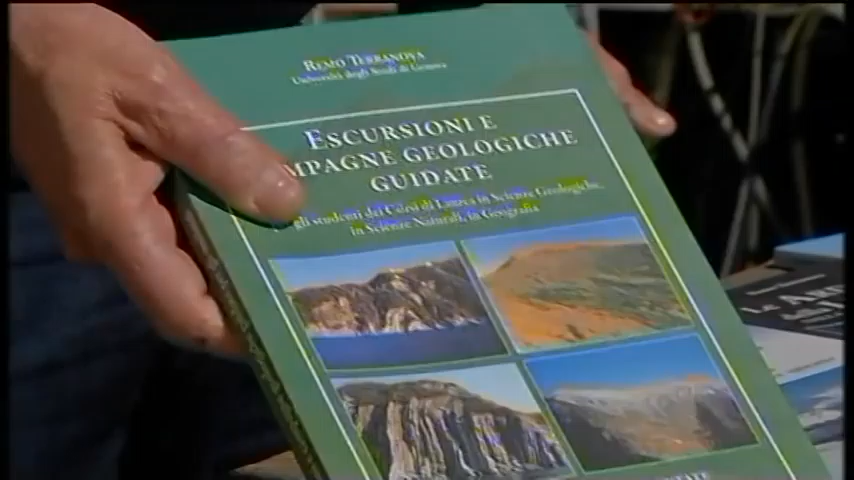 REMO TERRANOVA
Università degli Studi di Genova
ESCURSIONI E
MPAGNE GEOLOGICHE
GUIDATE
gli studenti dei Corsi di Laurea in Scienze Geologiche,
in Scienze Naturali, in Geografia